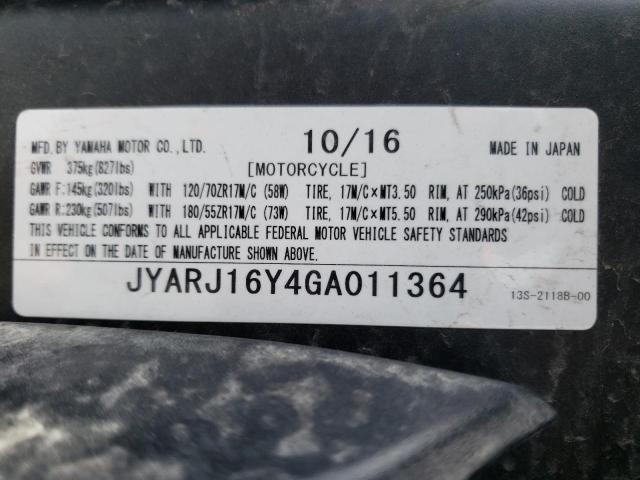 MFD. BY YAMAHA MOTOR CO., LTD. 10/16 MADE IN JAPAN
GVWR 375kg(827lbs) [MOTORCYCLE]
GAWR F:145kg(320lbs) WITH 120/70ZR17M/C (58W) TIRE, 17M/C×MT3.50 RIM, AT 250kPa(36psi) COLD
GAWR R:230kg(507lbs) WITH 180/55ZR17M/C (73W) TIRE, 17M/C×MT5.50 RIM, AT 290kPa(42psi) COLD
THIS VEHICLE CONFORMS TO ALL APPLICABLE FEDERAL MOTOR VEHICLE SAFETY STANDARDS
IN EFFECT ON THE DATE OF MANUFACTURE SHOWN ABOVE.
JYARJ16Y4GA011364
13S-2118B-00